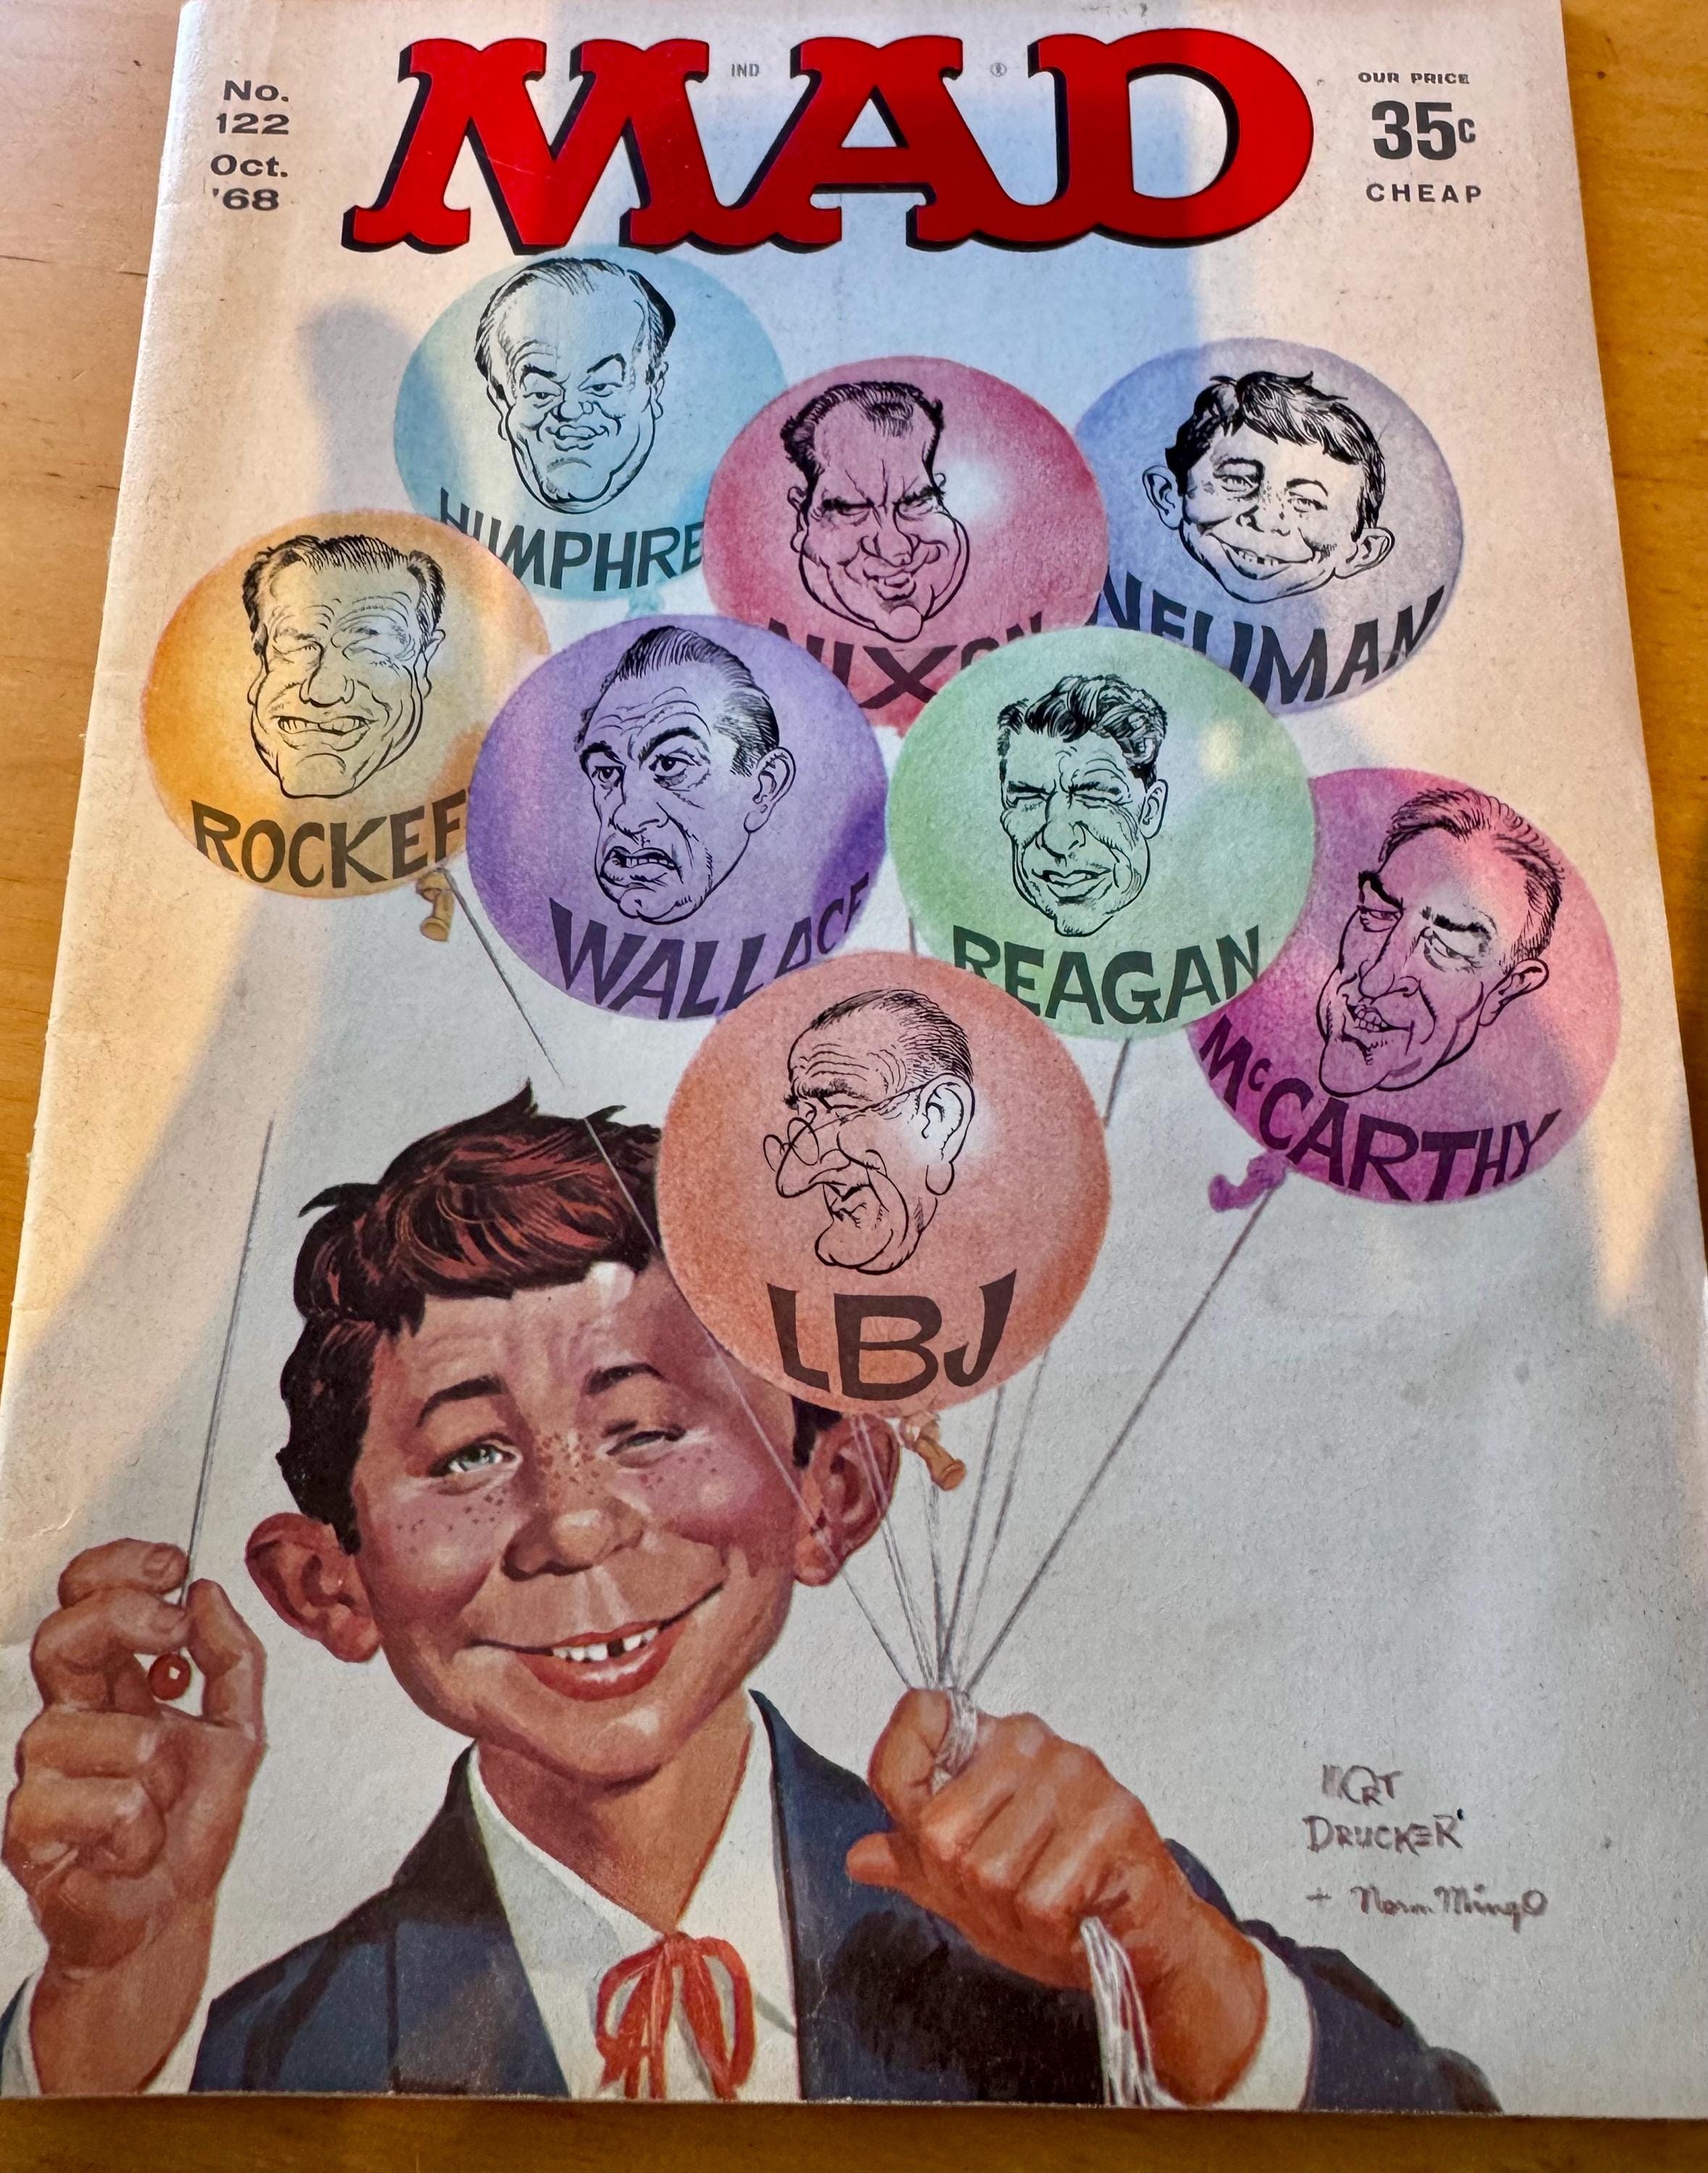 No.
122
Oct.
'68
MAD
IND
®
OUR PRICE
35c
CHEAP
HUMPHRE
NIXON
NEUMAN
ROCKEF
WALLACE
REAGAN
McCARTHY
LBJ
MORT
DRUCKER
+ Norm Mingo